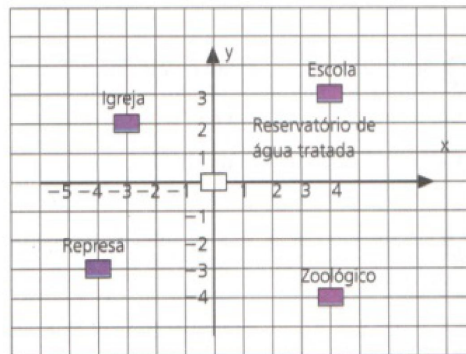 y
Escola
Igreja
3
2
Reservatório de
1
água tratada
x
−5 −4 −3 −2 −1 1 2 3 4
−1
Represa
−2
−3
Zoológico
−4